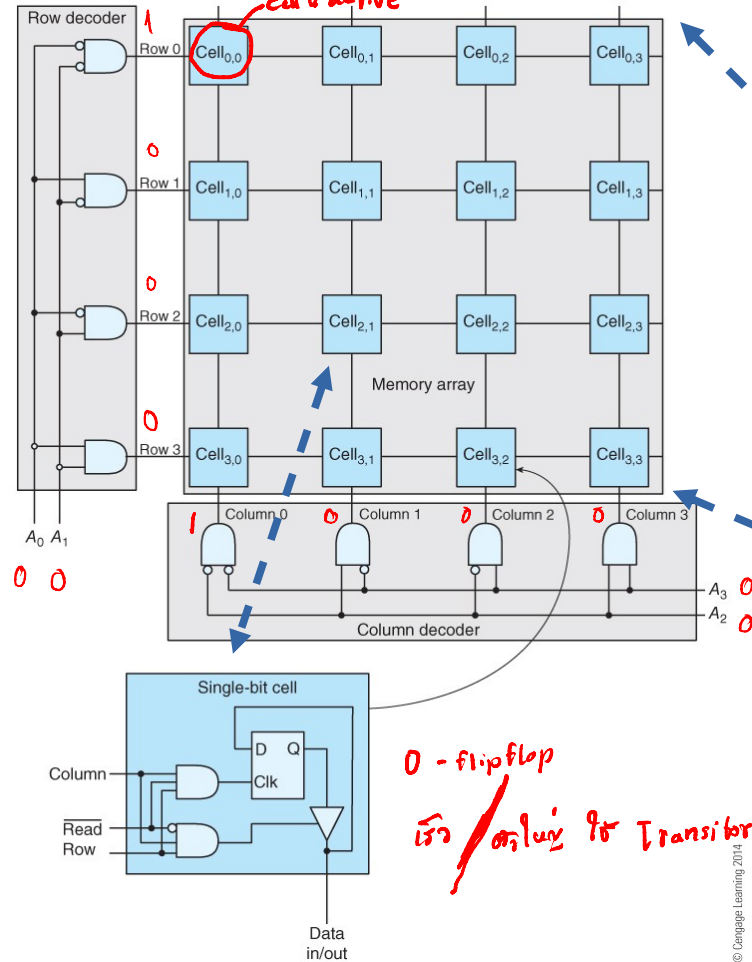 Row decoder
1
active
Row 0
Cell0,0
Cell0,1
Cell0,2
Cell0,3
0
Row 1
Cell1,0
Cell1,1
Cell1,2
Cell1,3
0
Row 2
Cell2,0
Cell2,1
Cell2,2
Cell2,3
Memory array
0
Row 3
Cell3,0
Cell3,1
Cell3,2
Cell3,3
A0 A1
0 0
1 Column 0
0 Column 1
0 Column 2
0 Column 3
A3 0
A2 0
Column decoder
Single-bit cell
D Q
Clk
Column
Read
Row
Data
in/out
D - flipflop
เร็ว ใช้ Transitor
© Cengage Learning 2014